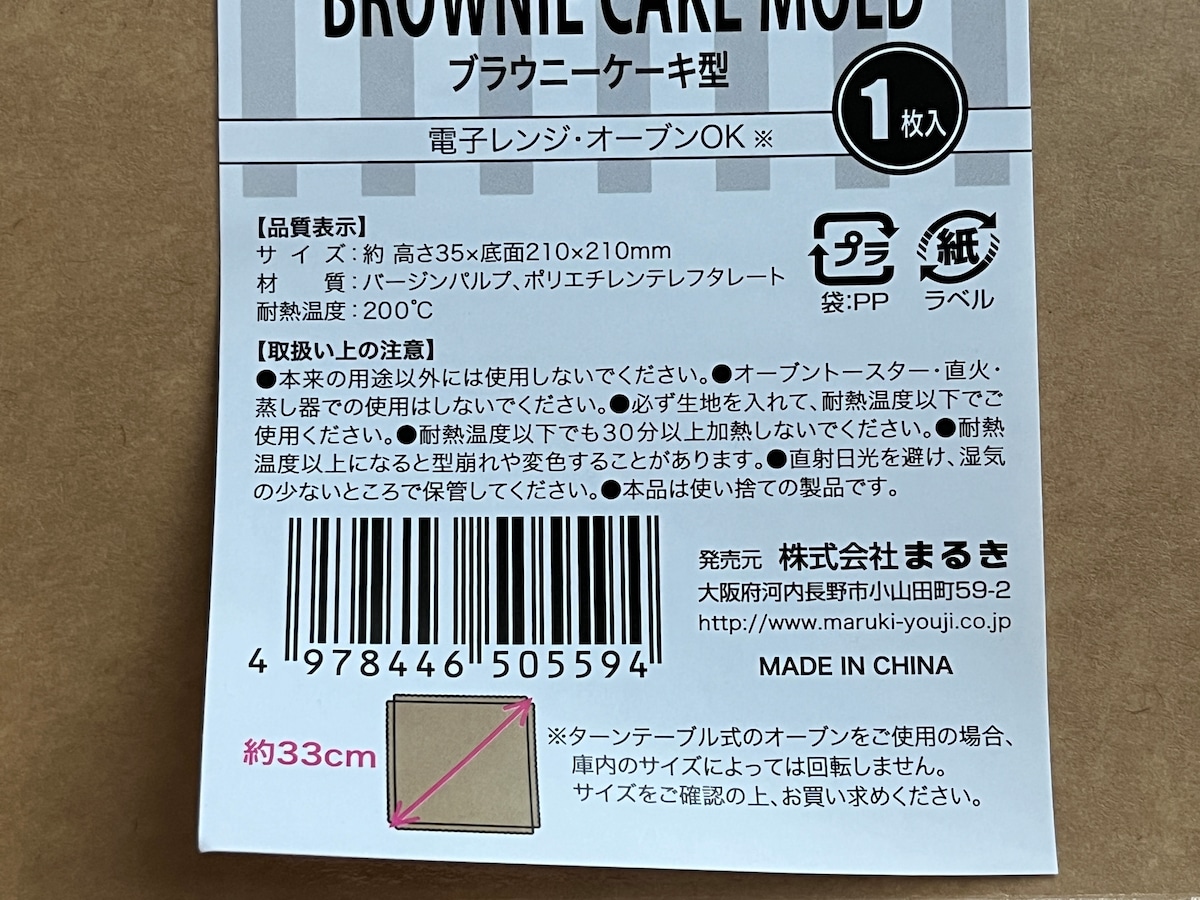 BROWNIE CAKE MOLD
ブラウニーケーキ型
1枚入
電子レンジ・オーブンOK※
【品質表示】
サイズ:約 高さ35×底面210×210mm
材　質:バージンパルプ、ポリエチレンテレフタレート
耐熱温度:200℃
プラ
袋:PP
紙
ラベル
【取扱い上の注意】
●本来の用途以外には使用しないでください。●オーブントースター・直火・
蒸し器での使用はしないでください。●必ず生地を入れて、耐熱温度以下でご
使用ください。●耐熱温度以下でも30分以上加熱しないでください。●耐熱
温度以上になると型崩れや変色することがあります。●直射日光を避け、湿気
の少ないところで保管してください。●本品は使い捨ての製品です。
発売元 株式会社まるき
大阪府河内長野市小山田町59-2
http://www.maruki-youji.co.jp
MADE IN CHINA
4 978446 505594
約33cm
※ターンテーブル式のオーブンをご使用の場合、
庫内のサイズによっては回転しません。
サイズをご確認の上、お買い求めください。